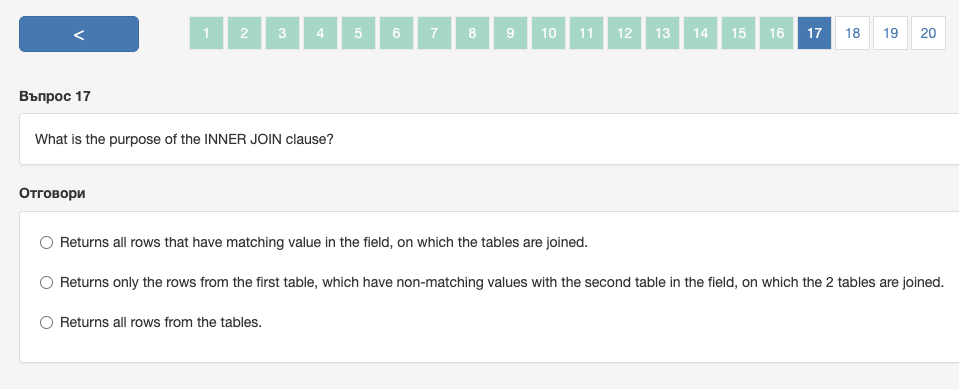 < 1 2 3 4 5 6 7 8 9 10 11 12 13 14 15 16 17 18 19 20
Въпрос 17
What is the purpose of the INNER JOIN clause?
Отговори
Returns all rows that have matching value in the field, on which the tables are joined.
Returns only the rows from the first table, which have non-matching values with the second table in the field, on which the 2 tables are joined.
Returns all rows from the tables.